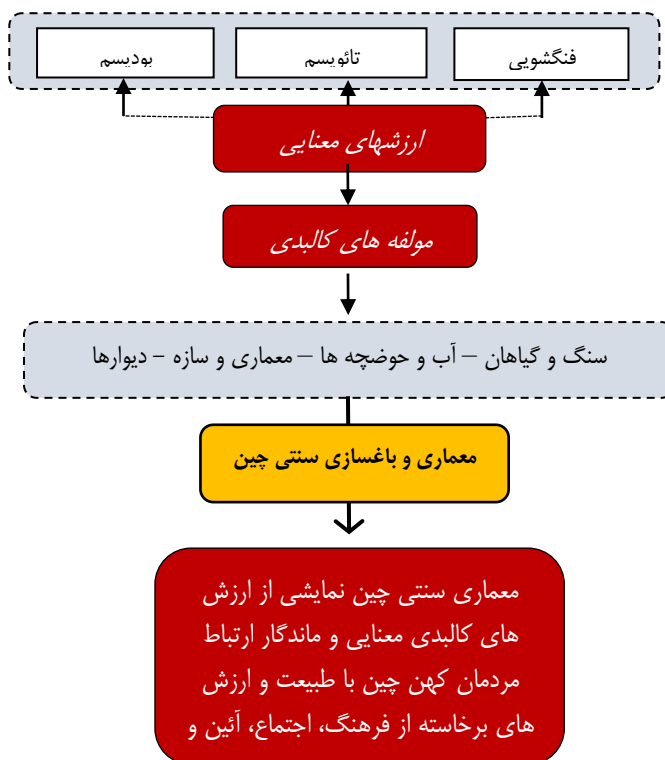 فنگشویی
تائویسم
بودیسم
ارزشهای معنایی
مولفه های کالبدی
سنگ و گیاهان – آب و حوضچه ها – معماری و سازه - دیوارها
معماری و باغسازی سنتی چین
معماری سنتی چین نمایشی از ارزش
های کالبدی معنایی و ماندگار ارتباط
مردمان کهن چین با طبیعت و ارزش
های برخاسته از فرهنگ، اجتماع، آئین و